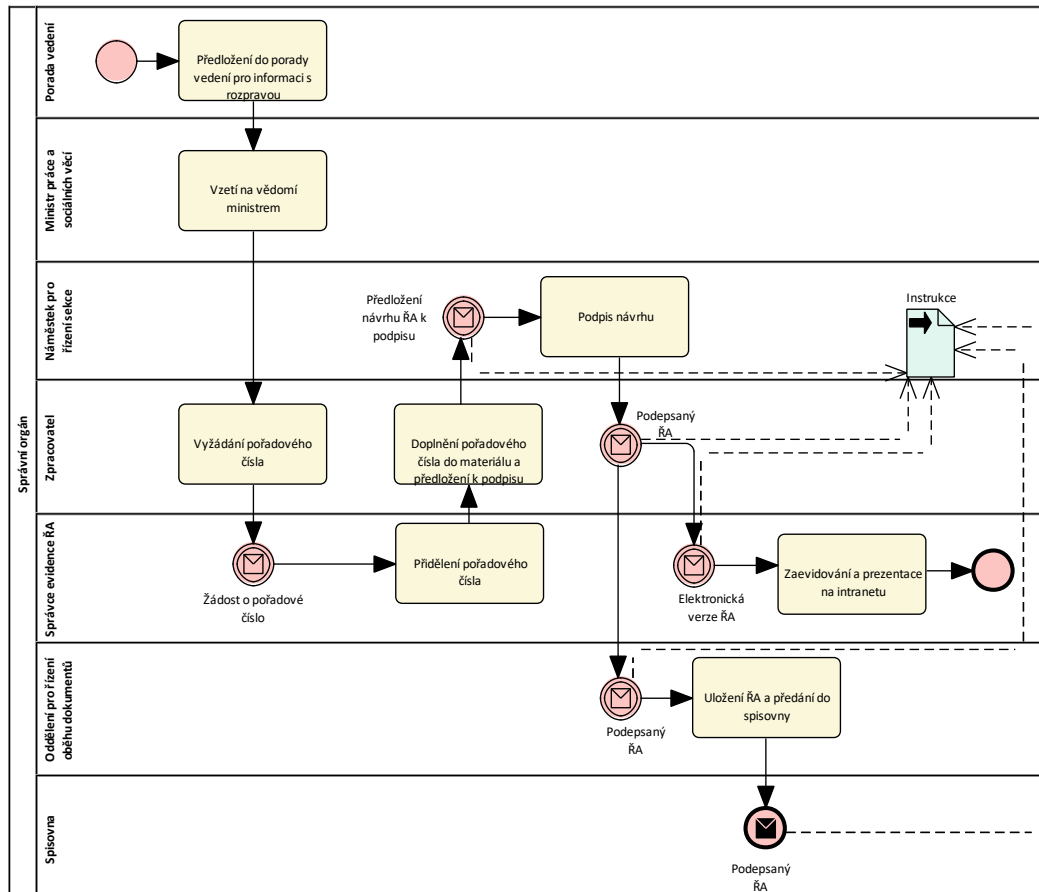 Správní orgán
Porada vedení
Předložení do porady
vedení pro informaci s
rozpravou
Ministr práce a
sociálních věcí
Vzetí na vědomí
ministrem
Náměstek pro
řízení sekce
Předložení
návrhu ŘA k
podpisu
Podpis návrhu
Instrukce
Zpracovatel
Vyžádání pořadového
čísla
Doplnění pořadového
čísla do materiálu a
předložení k podpisu
Podepsaný
ŘA
Správce evidence ŘA
Žádost o pořadové
číslo
Přidělení pořadového
čísla
Elektronická
verze ŘA
Zaevidování a prezentace
na intranetu
Oddělení pro řízení
oběhu dokumentů
Podepsaný
ŘA
Uložení ŘA a předání do
spisovny
Spisovna
Podepsaný
ŘA